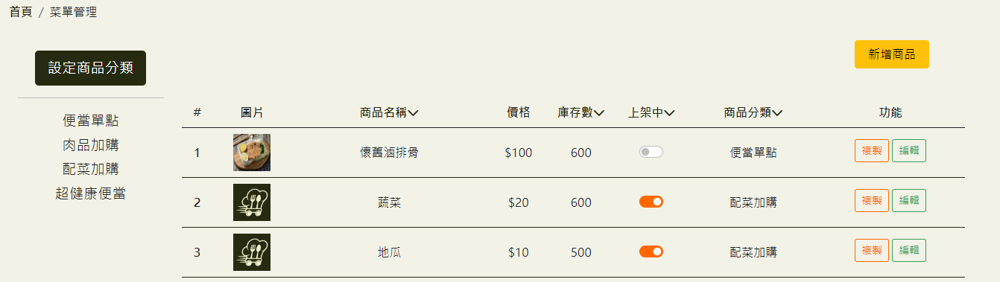 首頁 / 菜單管理
設定商品分類
新增商品
便當單點
肉品加購
配菜加購
超健康便當
# 圖片 商品名稱 價格 庫存數 上架中 商品分類 功能
1 懷舊滷排骨 $100 600 便當單點 複製 編輯
2 蔬菜 $20 600 配菜加購 複製 編輯
3 地瓜 $10 500 配菜加購 複製 編輯